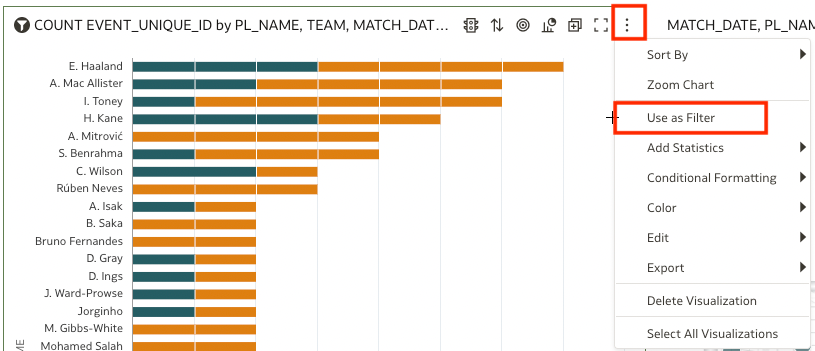 COUNT EVENT_UNIQUE_ID by PL_NAME, TEAM, MATCH_DAT...
MATCH_DATE, PL_NAM
E. Haaland
A. Mac Allister
I. Toney
H. Kane
A. Mitrović
S. Benrahma
C. Wilson
Rúben Neves
A. Isak
B. Saka
Bruno Fernandes
D. Gray
D. Ings
J. Ward-Prowse
Jorginho
M. Gibbs-White
Mohamed Salah
ME
Sort By
Zoom Chart
Use as Filter
Add Statistics
Conditional Formatting
Color
Edit
Export
Delete Visualization
Select All Visualizations